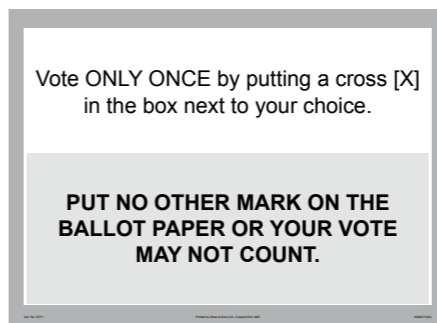 Vote ONLY ONCE by putting a cross [X]
in the box next to your choice.
PUT NO OTHER MARK ON THE
BALLOT PAPER OR YOUR VOTE
MAY NOT COUNT.